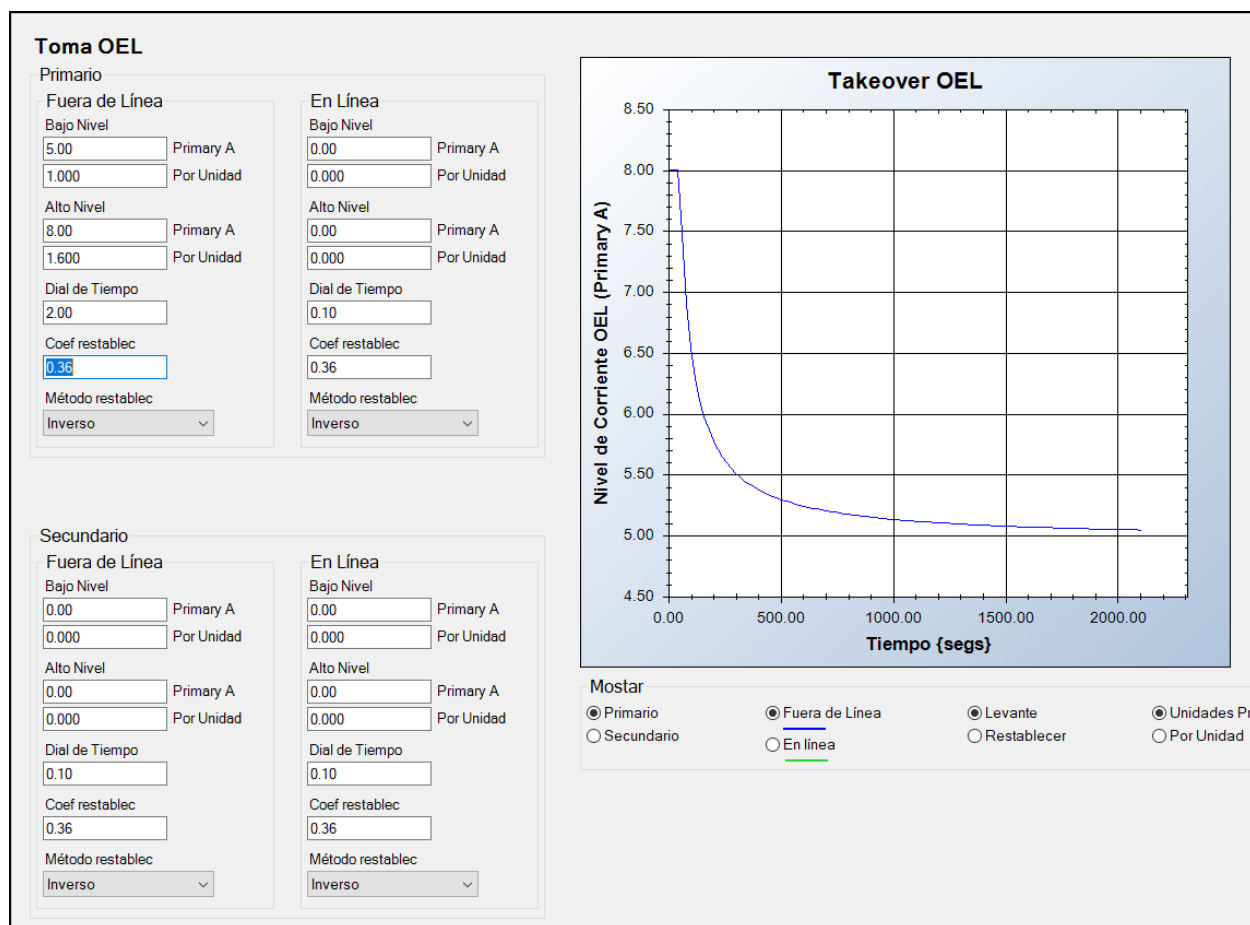 Toma OEL
Primario
Fuera de Línea
Bajo Nivel
5.00 Primary A
1.000 Por Unidad
Alto Nivel
8.00 Primary A
1.600 Por Unidad
Dial de Tiempo
2.00
Coef restablec
0.36
Método restablec
Inverso
En Línea
Bajo Nivel
0.00 Primary A
0.000 Por Unidad
Alto Nivel
0.00 Primary A
0.000 Por Unidad
Dial de Tiempo
0.10
Coef restablec
0.36
Método restablec
Inverso
Secundario
Fuera de Línea
Bajo Nivel
0.00 Primary A
0.000 Por Unidad
Alto Nivel
0.00 Primary A
0.000 Por Unidad
Dial de Tiempo
0.10
Coef restablec
0.36
Método restablec
Inverso
En Línea
Bajo Nivel
0.00 Primary A
0.000 Por Unidad
Alto Nivel
0.00 Primary A
0.000 Por Unidad
Dial de Tiempo
0.10
Coef restablec
0.36
Método restablec
Inverso
Takeover OEL
Nivel de Corriente OEL (Primary A)
8.50
8.00
7.50
7.00
6.50
6.00
5.50
5.00
4.50
0.00 500.00 1000.00 1500.00 2000.00
Tiempo {segs}
Mostar
Primario Fuera de Línea Levante Unidades Pr
Secundario En línea Restablecer Por Unidad